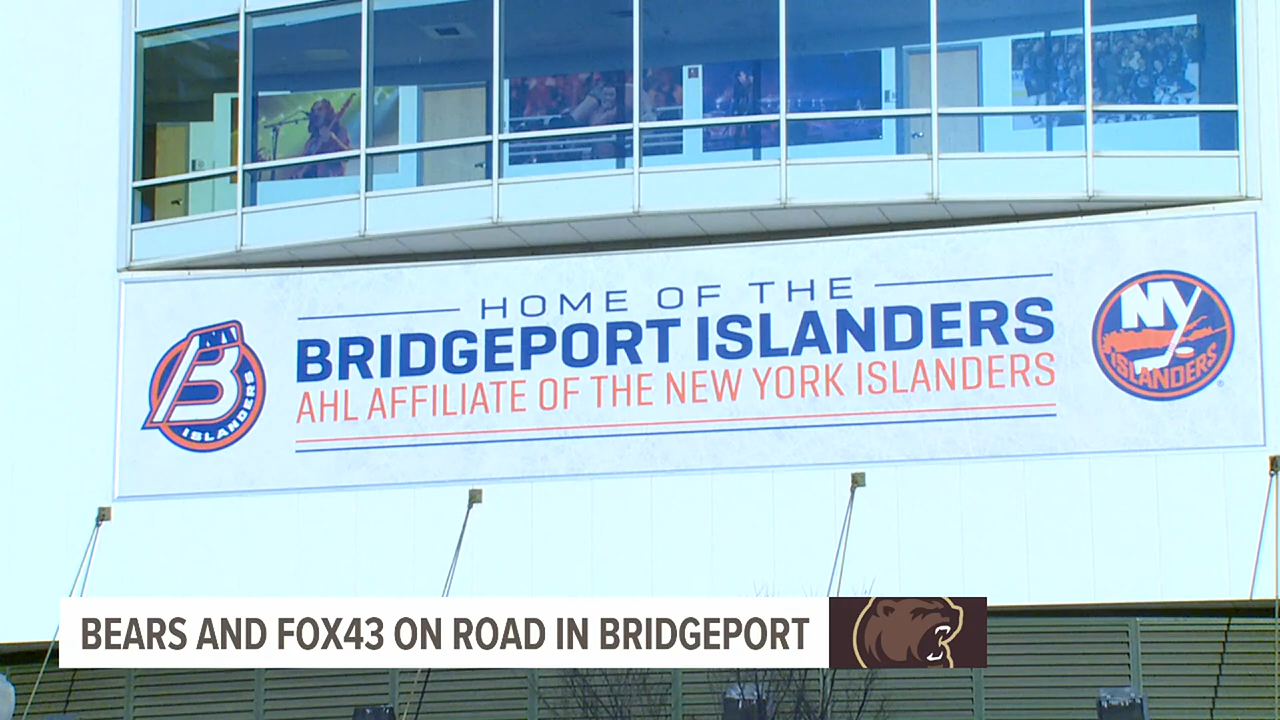 HOME OF THE
BRIDGEPORT ISLANDERS
AHL AFFILIATE OF THE NEW YORK ISLANDERS
B
ISLANDERS
NY
ISLANDERS
®
BEARS AND FOX43 ON ROAD IN BRIDGEPORT